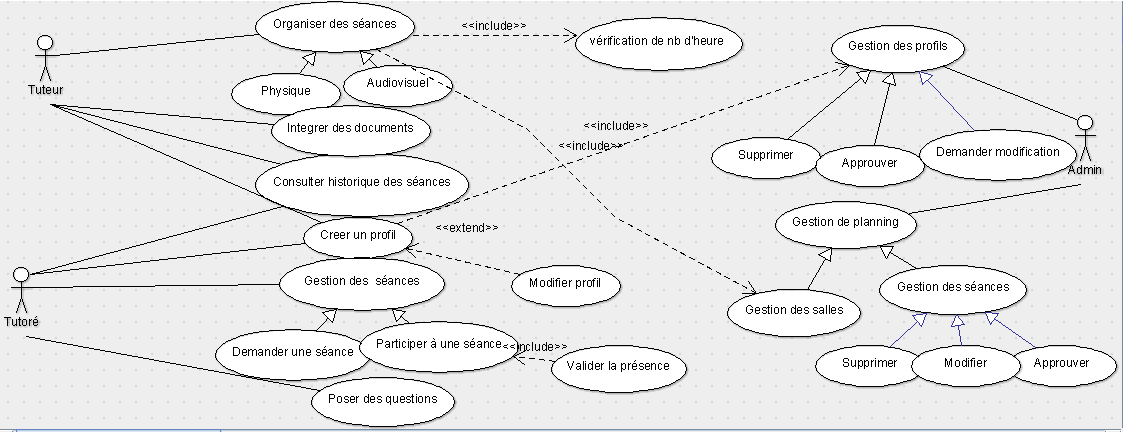 Organiser des séances
<<include>>
vérification de nb d'heure
Gestion des profils
Tuteur
Physique
Audiovisuel
Integrer des documents
<<include>>
<<include>>
Supprimer
Approuver
Demander modification
Admin
Consulter historique des séances
Gestion de planning
Creer un profil
<<extend>>
Modifier profil
Gestion des  séances
Gestion des séances
Gestion des salles
Tutoré
Demander une séance
Participer à une séance
<<include>>
Valider la présence
Supprimer
Modifier
Approuver
Poser des questions